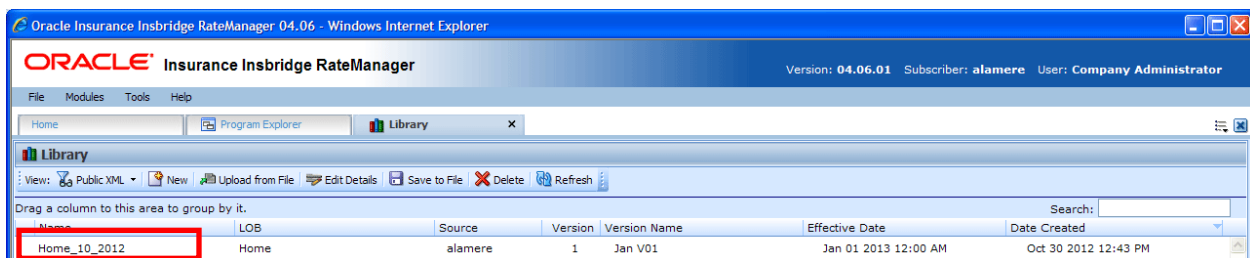 Oracle Insurance Insbridge RateManager 04.06 - Windows Internet Explorer
ORACLE Insurance Insbridge RateManager Version: 04.06.01 Subscriber: alamere User: Company Administrator
File Modules Tools Help
Home Program Explorer Library x
Library
View: Public XML New Upload from File Edit Details Save to File Delete Refresh
Drag a column to this area to group by it. Search:
Name LOB Source Version Version Name Effective Date Date Created
Home_10_2012 Home alamere 1 Jan V01 Jan 01 2013 12:00 AM Oct 30 2012 12:43 PM